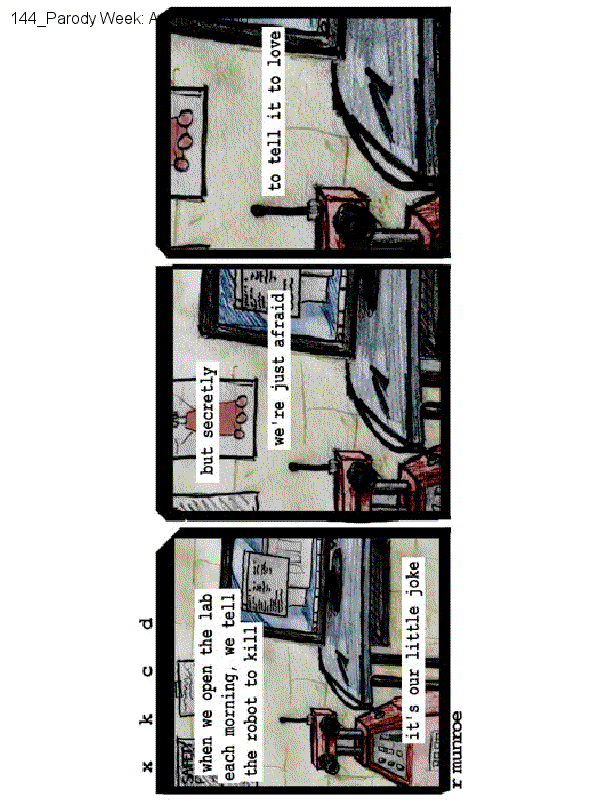 144_Parody Week: A
x k c d
when we open the lab
each morning, we tell
the robot to kill
it's our little joke
but secretly
we're just afraid
to tell it to love
r munroe